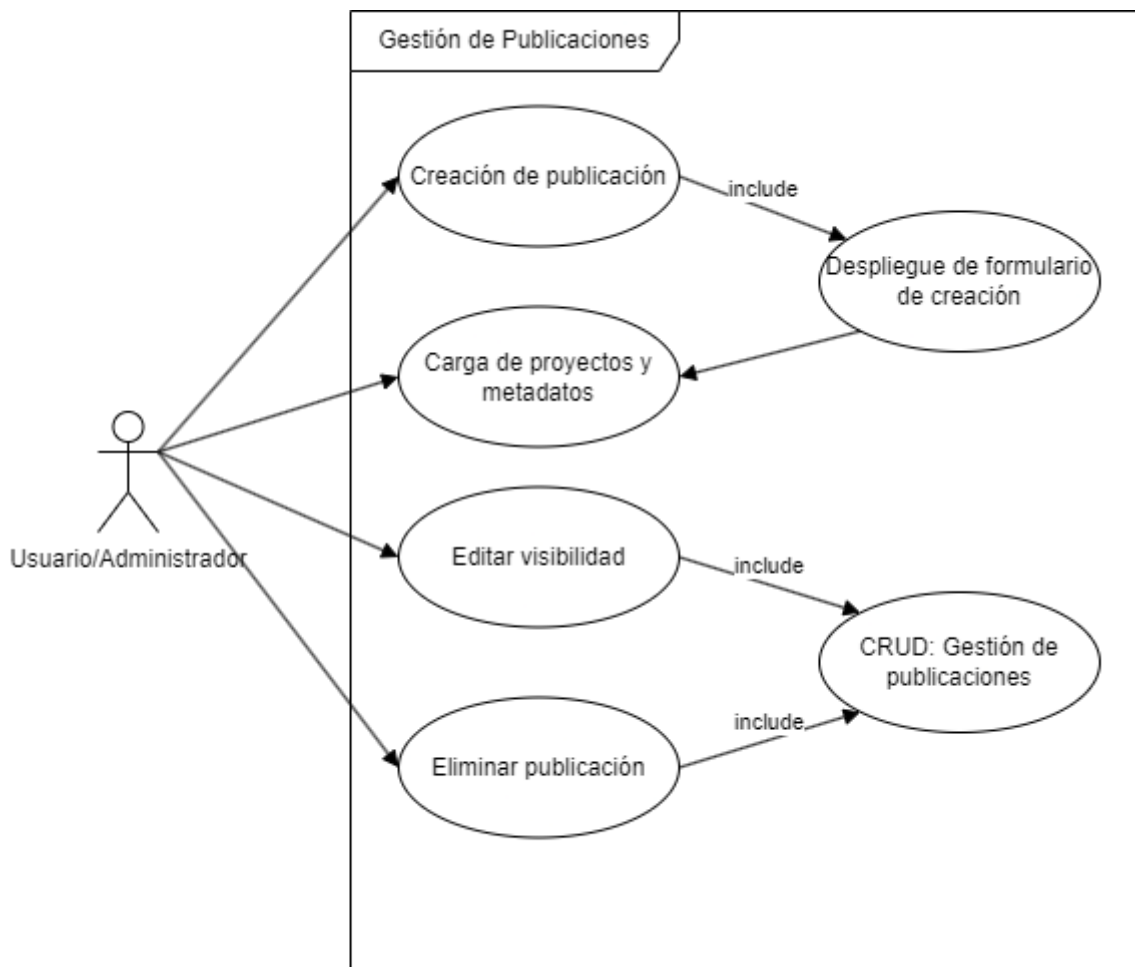 Gestión de Publicaciones
Creación de publicación
include
Despliegue de formulario
de creación
Carga de proyectos y
metadatos
Usuario/Administrador
Editar visibilidad
include
CRUD: Gestión de
publicaciones
include
Eliminar publicación